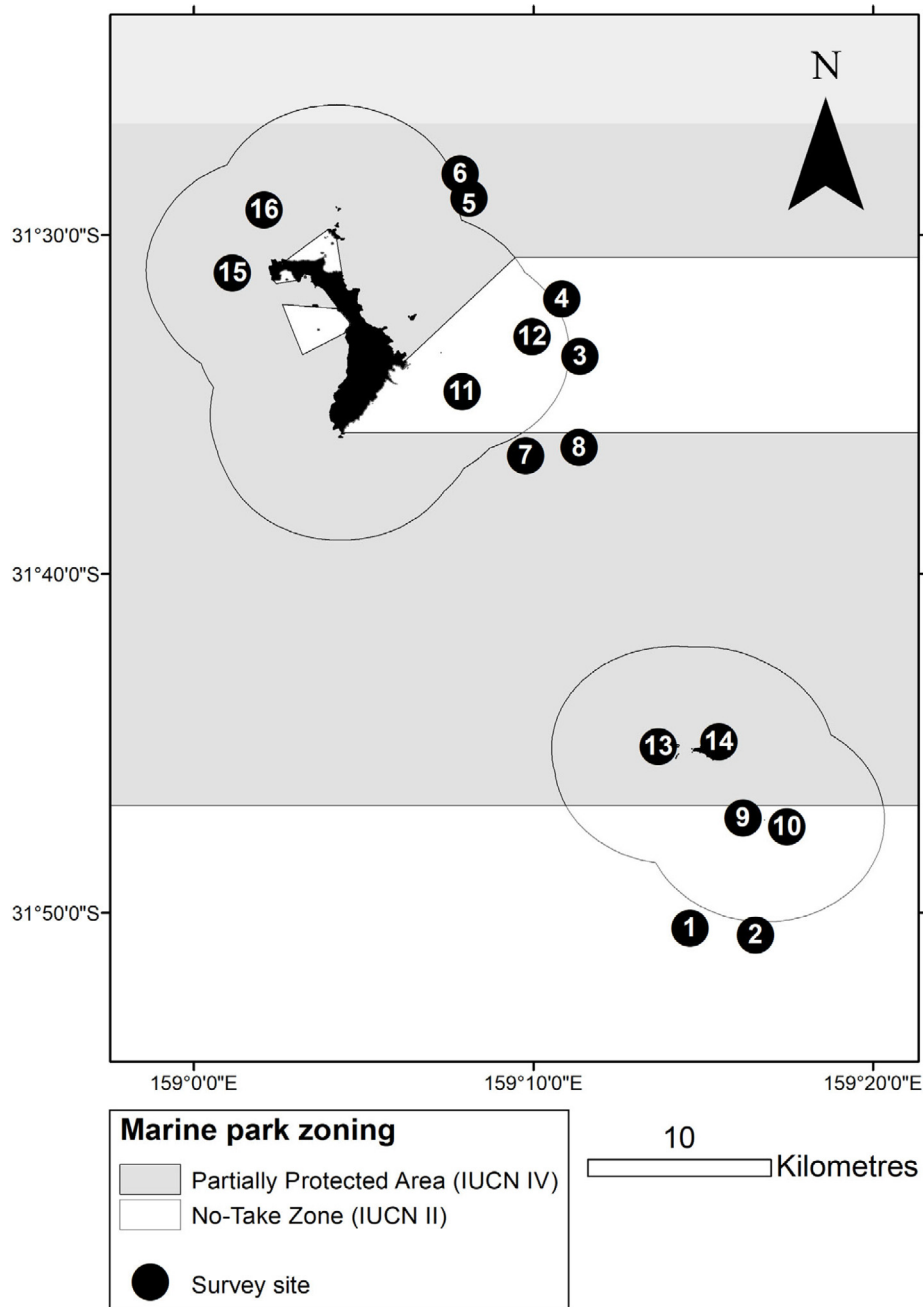 N
6
5
16
31°30'0"S
15
4
12
3
11
7
8
31°40'0"S
13
14
9
10
31°50'0"S
1
2
159°0'0"E
159°10'0"E
159°20'0"E
Marine park zoning
Partially Protected Area (IUCN IV)
No-Take Zone (IUCN II)
Survey site
10
Kilometres